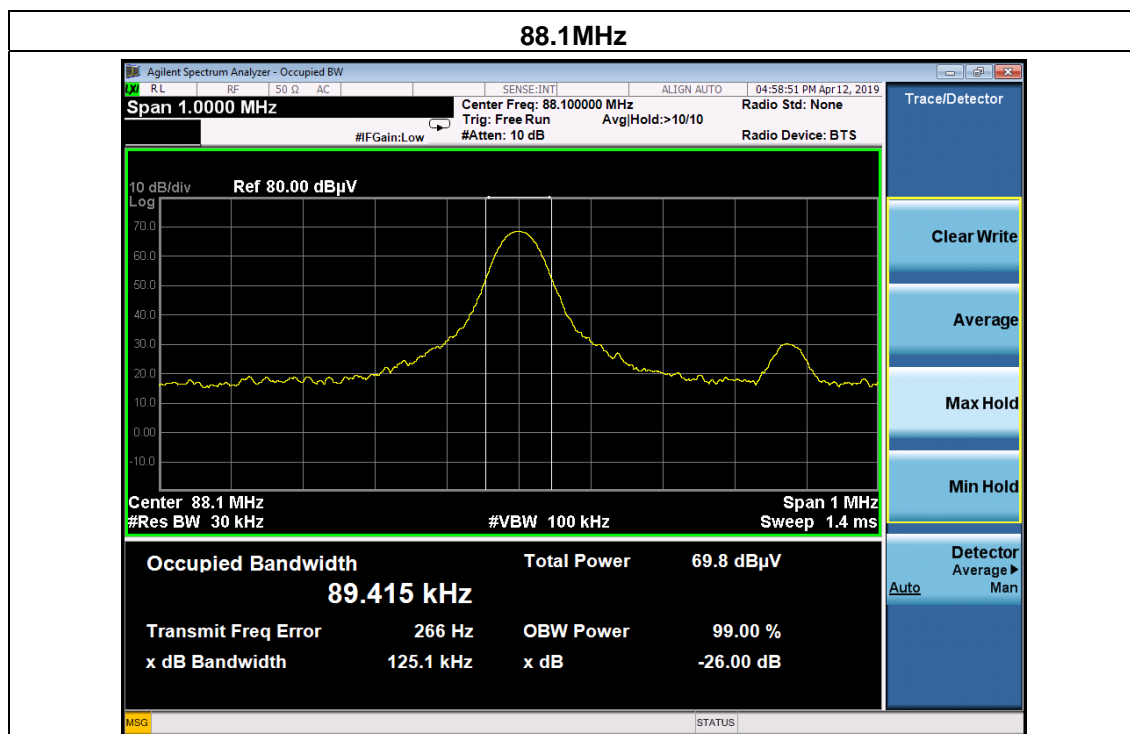 88.1MHz
Agilent Spectrum Analyzer - Occupied BW
LXI RL RF 50 Ω AC SENSE:INT ALIGN AUTO 04:58:51 PM Apr 12, 2019
Span 1.0000 MHz
Center Freq: 88.100000 MHz Radio Std: None
Trig: Free Run Avg|Hold:>10/10
#IFGain:Low #Atten: 10 dB Radio Device: BTS
Trace/Detector
10 dB/div Ref 80.00 dBµV
Log
70.0
60.0
50.0
40.0
30.0
20.0
10.0
0.00
-10.0
Center 88.1 MHz Span 1 MHz
#Res BW 30 kHz #VBW 100 kHz Sweep 1.4 ms
Clear Write
Average
Max Hold
Min Hold
Detector
Average▶
Auto Man
Occupied Bandwidth Total Power 69.8 dBµV
89.415 kHz
Transmit Freq Error 266 Hz OBW Power 99.00 %
x dB Bandwidth 125.1 kHz x dB -26.00 dB
MSG STATUS